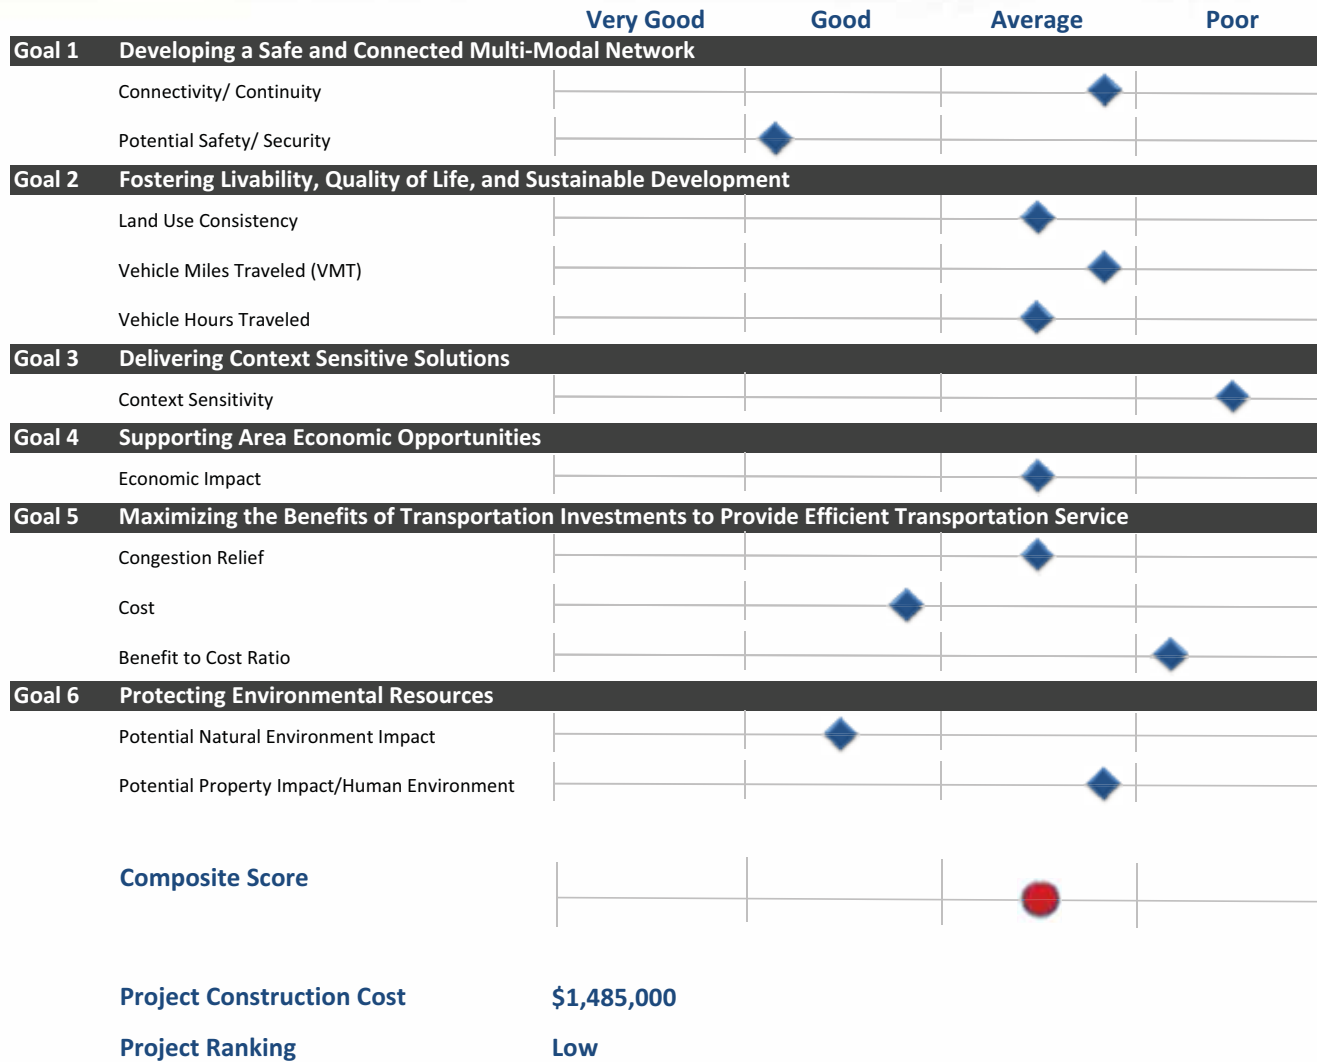 Very Good Good Average Poor
Goal 1 Developing a Safe and Connected Multi-Modal Network
Connectivity/ Continuity
Potential Safety/ Security
Goal 2 Fostering Livability, Quality of Life, and Sustainable Development
Land Use Consistency
Vehicle Miles Traveled (VMT)
Vehicle Hours Traveled
Goal 3 Delivering Context Sensitive Solutions
Context Sensitivity
Goal 4 Supporting Area Economic Opportunities
Economic Impact
Goal 5 Maximizing the Benefits of Transportation Investments to Provide Efficient Transportation Service
Congestion Relief
Cost
Benefit to Cost Ratio
Goal 6 Protecting Environmental Resources
Potential Natural Environment Impact
Potential Property Impact/Human Environment
Composite Score
Project Construction Cost $1,485,000
Project Ranking Low